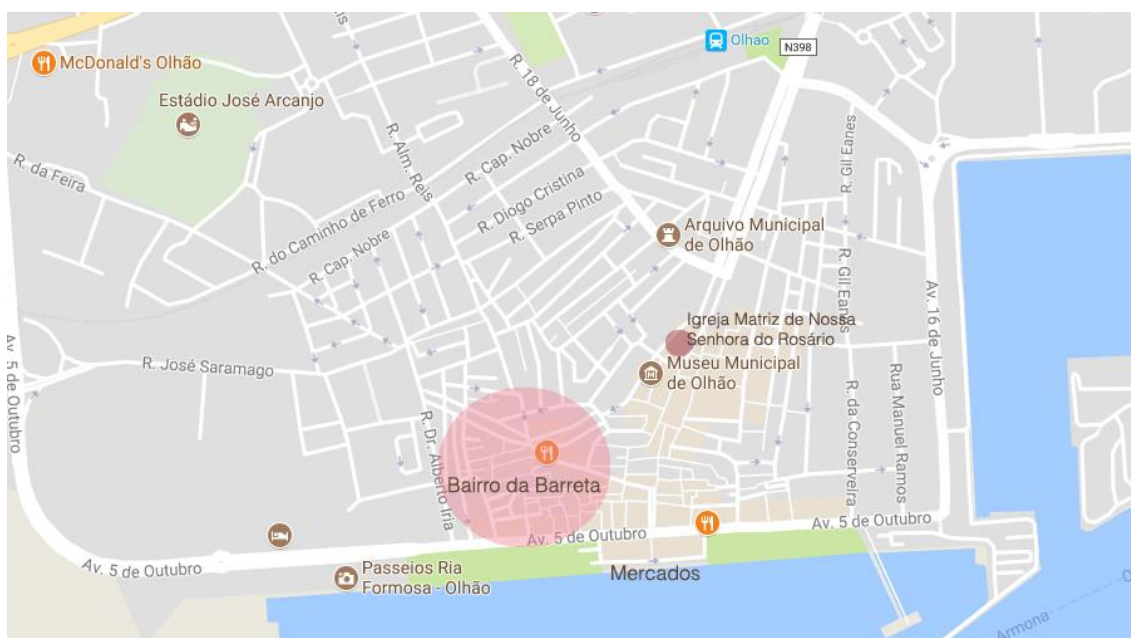 Olhao
N398
McDonald's Olhão
Estádio José Arcanjo
R. 18 de Junho
R. Gil Eanes
R. Alm. Reis
R. Cap. Nobre
R. da Feira
R. Diogo Cristina
R. Serpa Pinto
R. do Caminho de Ferro
R. Cap. Nobre
Arquivo Municipal
de Olhão
R. Gil Eanes
Av. 16 de Junho
Igreja Matriz de Nossa
Senhora do Rosário
Av. 5 de Outubro
R. José Saramago
Museu Municipal
de Olhão
R. da Conserveira
Rua Manuel Ramos
R. Dr. Alberto Iria
Bairro da Barreta
Av. 5 de Outubro
Av. 5 de Outubro
Av. 5 de Outubro
Passeios Ria
Formosa - Olhão
Mercados
Armona